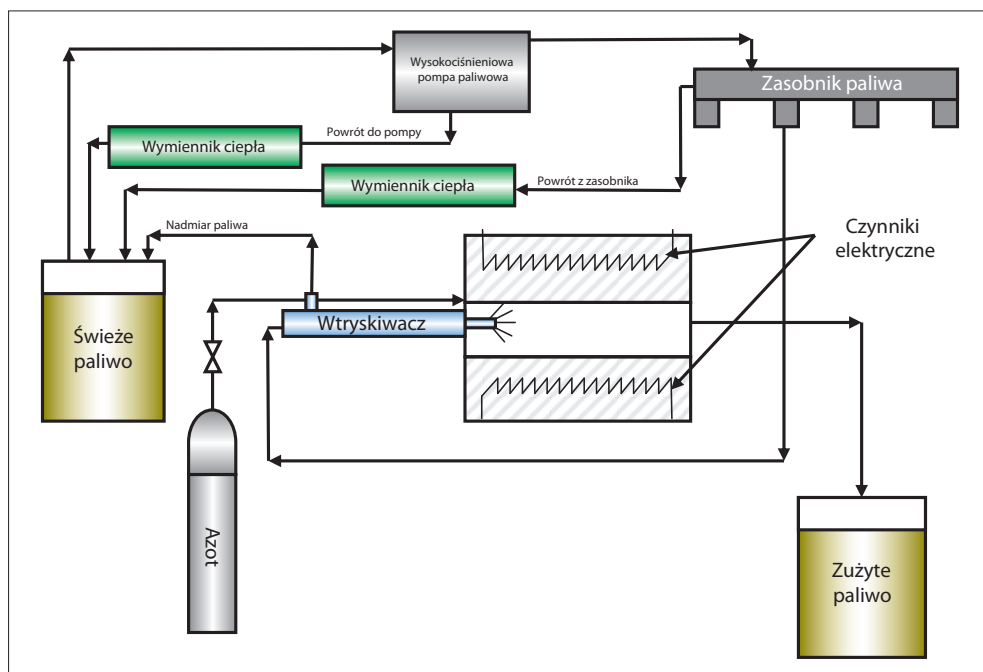 Wysokociśnieniowa
pompa paliwowa
Zasobnik paliwa
Powrót do pompy
Wymiennik ciepła
Wymiennik ciepła
Powrót z zasobnika
Nadmiar paliwa
Czynniki
elektryczne
Świeże
paliwo
Wtryskiwacz
Azot
Zużyte
paliwo